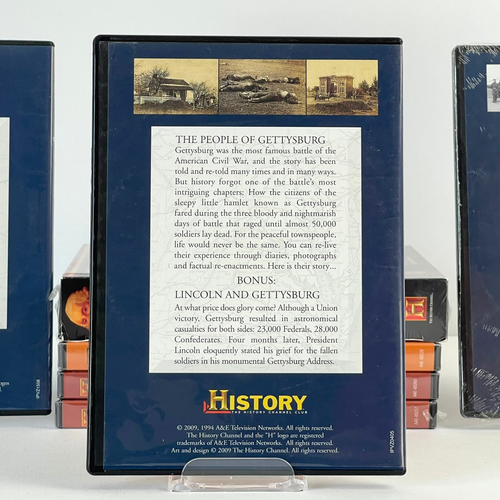 THE PEOPLE OF GETTYSBURG
Gettysburg was the most famous battle of the
American Civil War, and the story has been
told and re-told many times and in many ways.
But history forgot one of the battle's most
intriguing chapters: How the citizens of the
sleepy little hamlet known as Gettysburg
fared during the three bloody and nightmarish
days of battle that raged until almost 50,000
soldiers lay dead. For the peaceful townspeople,
life would never be the same. You can re-live
their experience through diaries, photographs
and factual re-enactments. Here is their story...
BONUS:
LINCOLN AND GETTYSBURG
At what price does glory come? Although a Union
victory, Gettysburg resulted in astronomical
casualties for both sides: 23,000 Federals, 28,000
Confederates. Four months later, President
Lincoln eloquently stated his grief for the fallen
soldiers in his monumental Gettysburg Address.
HISTORY
THE HISTORY CHANNEL CLUB
© 2009, 1994 A&E Television Networks. All rights reserved.
The History Channel and the "H" logo are registered
trademarks of A&E Television Networks. All rights reserved.
Art and design © 2009 The History Channel. All rights reserved.